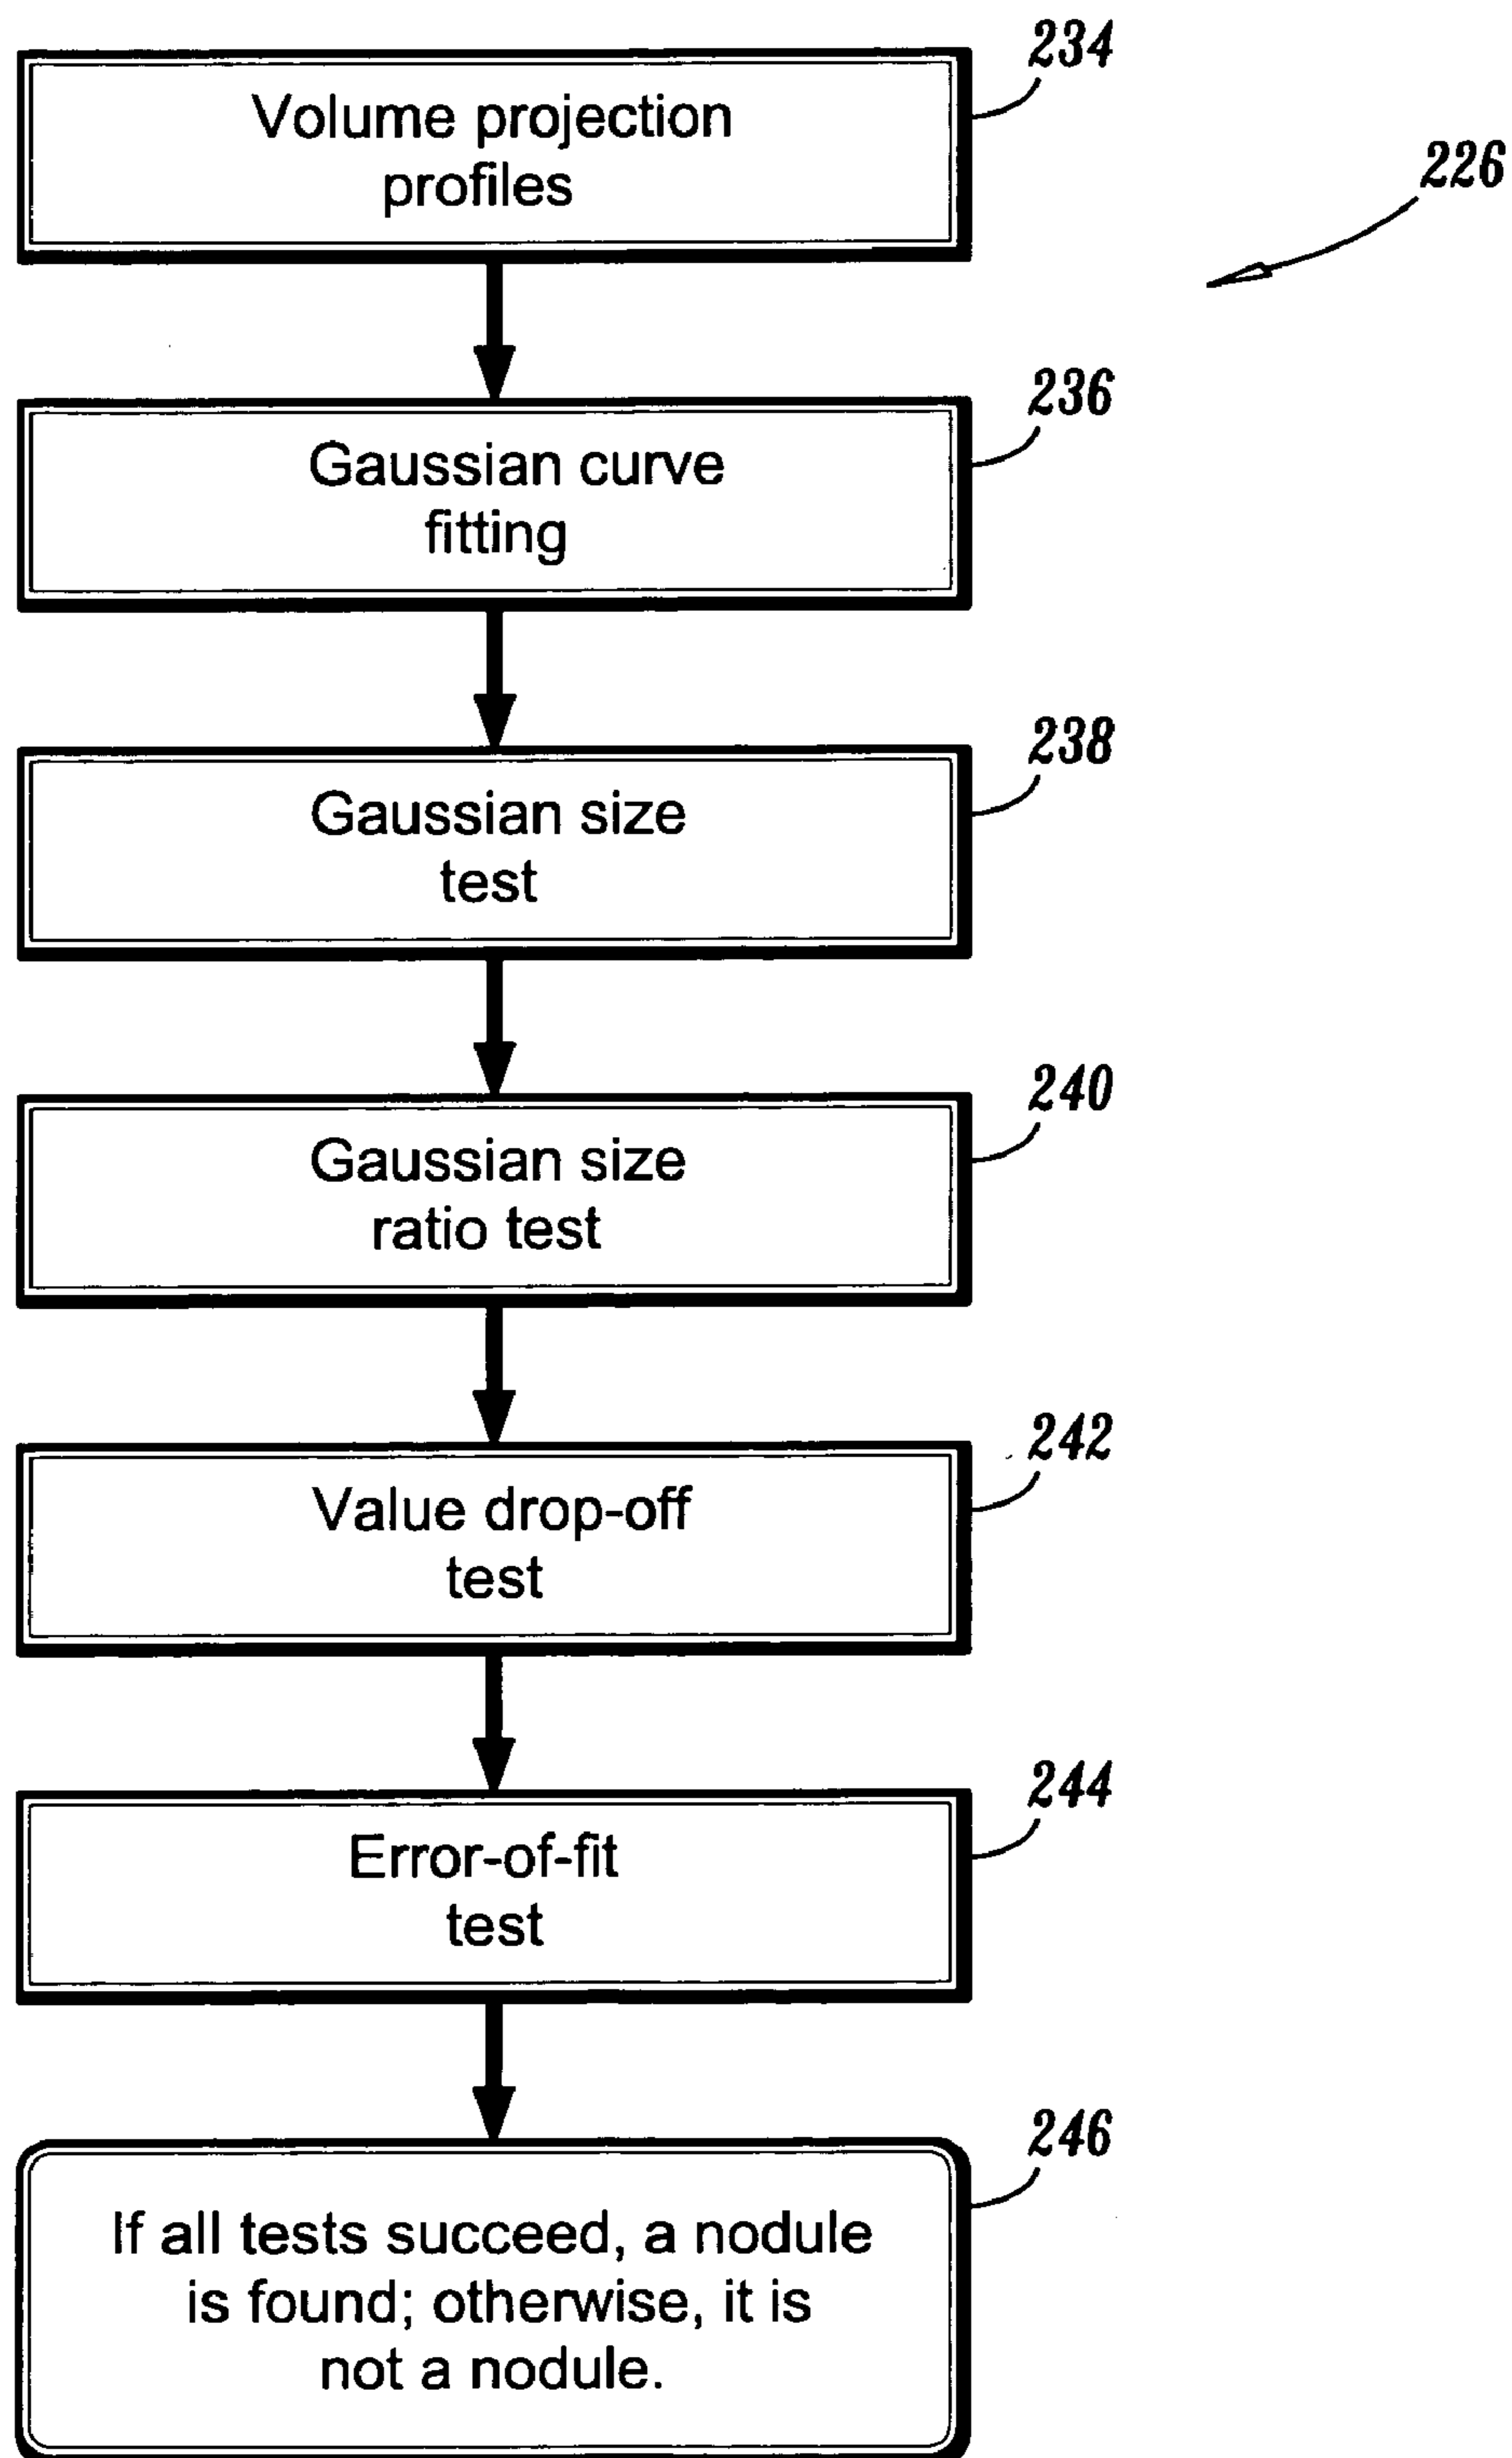 234
Volume projection
profiles
226
236
Gaussian curve
fitting
238
Gaussian size
test
240
Gaussian size
ratio test
242
Value drop-off
test
244
Error-of-fit
test
246
If all tests succeed, a nodule
is found; otherwise, it is
not a nodule.